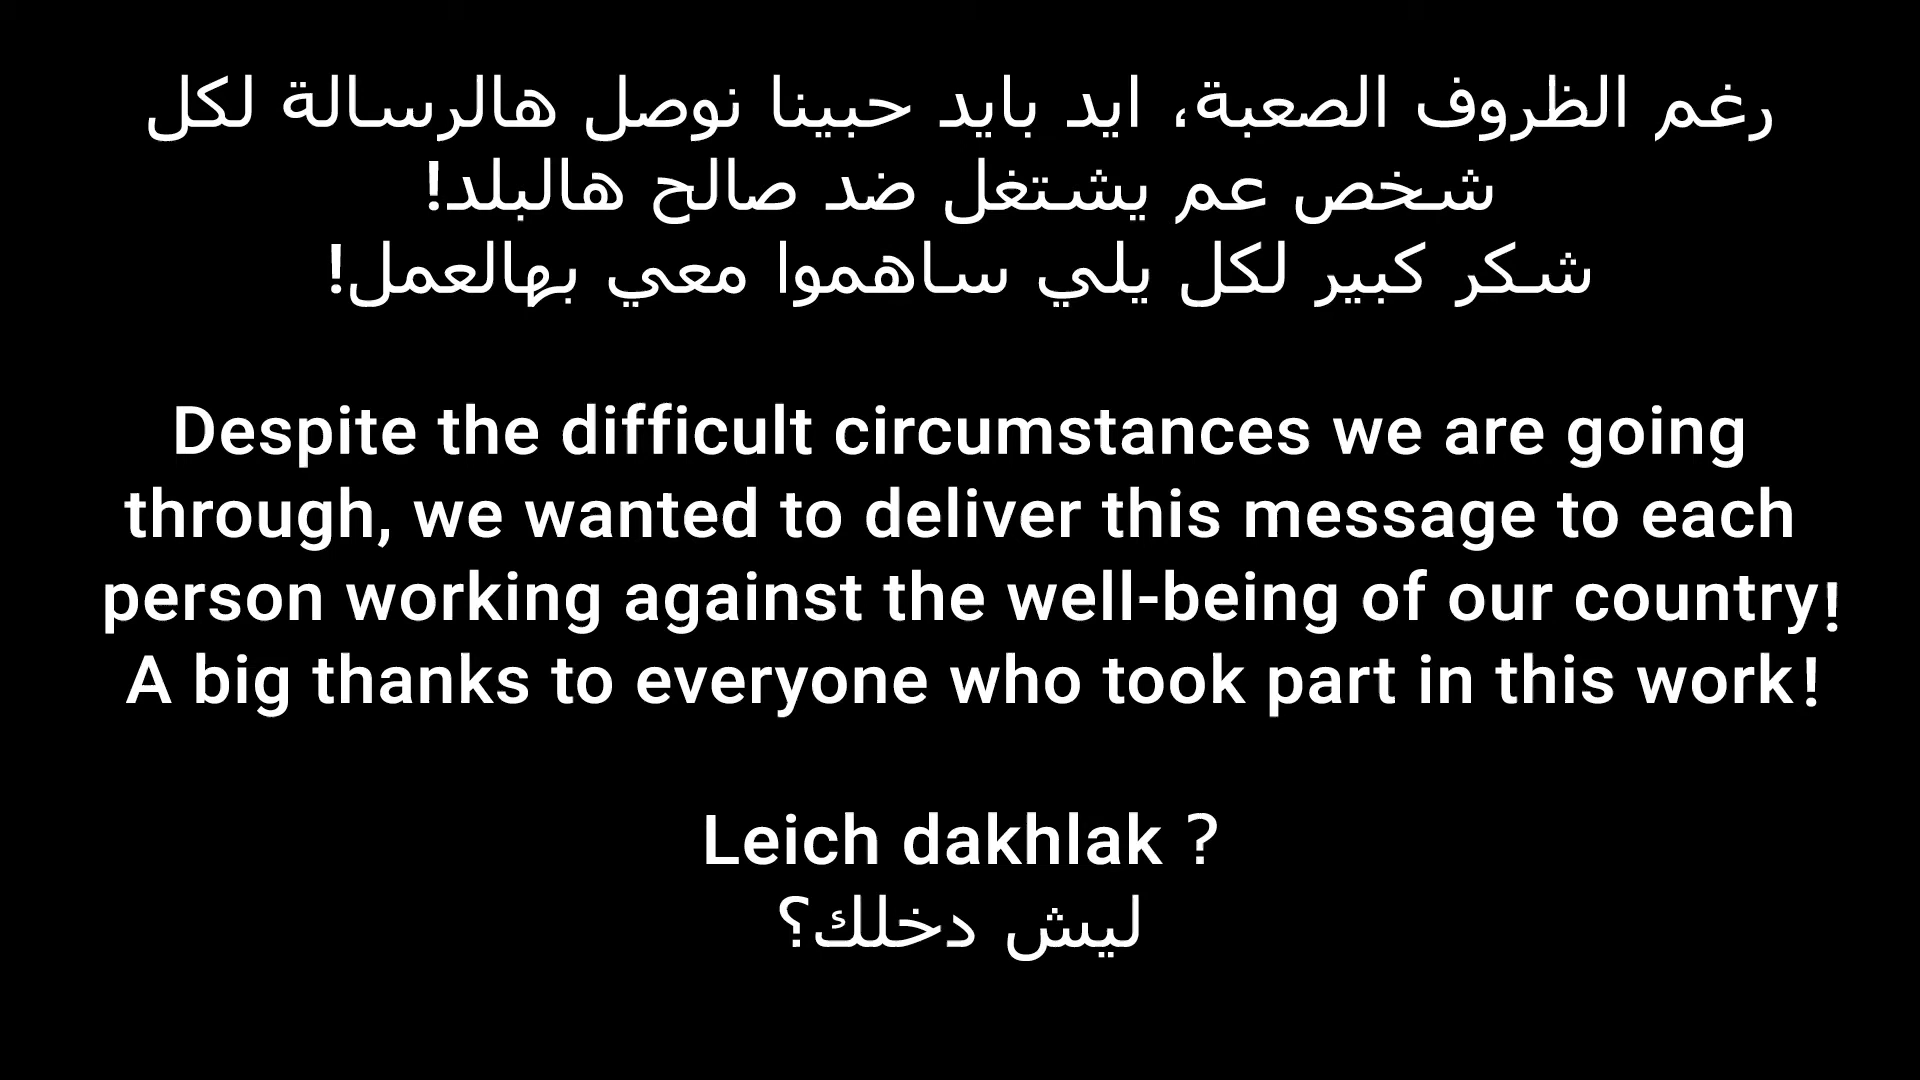 رغم الظروف الصعبة، ايد بايد حبينا نوصل هالرسالة لكل
شخص عم يشتغل ضد صالح هالبلد!
شكر كبير لكل يلي ساهموا معي بهالعمل!
Despite the difficult circumstances we are going
through, we wanted to deliver this message to each
person working against the well-being of our country!
A big thanks to everyone who took part in this work!
Leich dakhlak ?
ليش دخلك؟